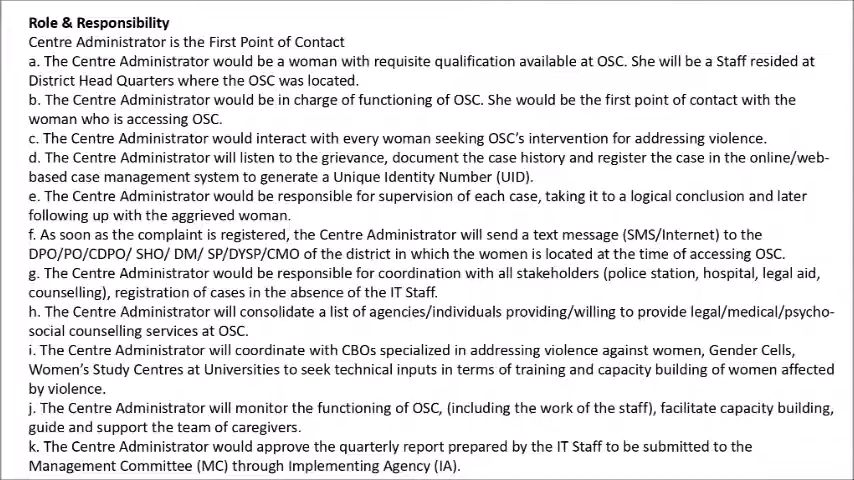 Role & Responsibility
Centre Administrator is the First Point of Contact
a. The Centre Administrator would be a woman with requisite qualification available at OSC. She will be a Staff resided at
District Head Quarters where the OSC was located.
b. The Centre Administrator would be in charge of functioning of OSC. She would be the first point of contact with the
woman who is accessing OSC.
c. The Centre Administrator would interact with every woman seeking OSC's intervention for addressing violence.
d. The Centre Administrator will listen to the grievance, document the case history and register the case in the online/web-
based case management system to generate a Unique Identity Number (UID).
e. The Centre Administrator would be responsible for supervision of each case, taking it to a logical conclusion and later
following up with the aggrieved woman.
f. As soon as the complaint is registered, the Centre Administrator will send a text message (SMS/Internet) to the
DPO/PO/CDPO/ SHO/ DM/ SP/DYSP/CMO of the district in which the women is located at the time of accessing OSC.
g. The Centre Administrator would be responsible for coordination with all stakeholders (police station, hospital, legal aid,
counselling), registration of cases in the absence of the IT Staff.
h. The Centre Administrator will consolidate a list of agencies/individuals providing/willing to provide legal/medical/psycho-
social counselling services at OSC.
i. The Centre Administrator will coordinate with CBOs specialized in addressing violence against women, Gender Cells,
Women's Study Centres at Universities to seek technical inputs in terms of training and capacity building of women affected
by violence.
j. The Centre Administrator will monitor the functioning of OSC, (including the work of the staff), facilitate capacity building,
guide and support the team of caregivers.
k. The Centre Administrator would approve the quarterly report prepared by the IT Staff to be submitted to the
Management Committee (MC) through Implementing Agency (IA).